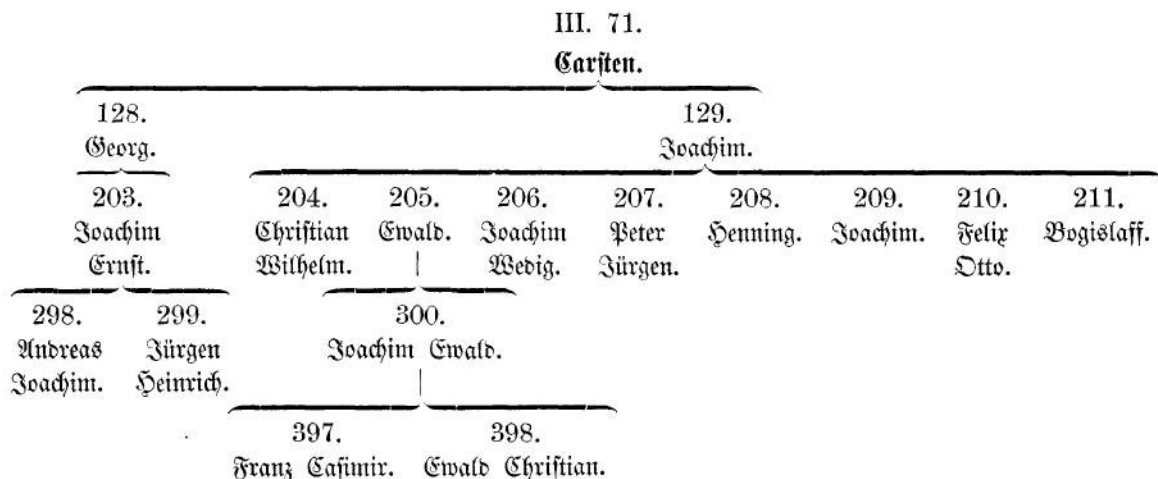 III. 71.
Carſten.
128. 129.
Georg. Joachim.
203. 204. 205. 206. 207. 208. 209. 210. 211.
Joachim Chriſtian Ewald. Joachim Peter Henning. Joachim. Felix Bogislaff.
Ernſt. Wilhelm. Wedig. Jürgen. Otto.
298. 299. 300.
Andreas Jürgen Joachim Ewald.
Joachim. Heinrich.
397. 398.
Franz Caſimir. Ewald Chriſtian.